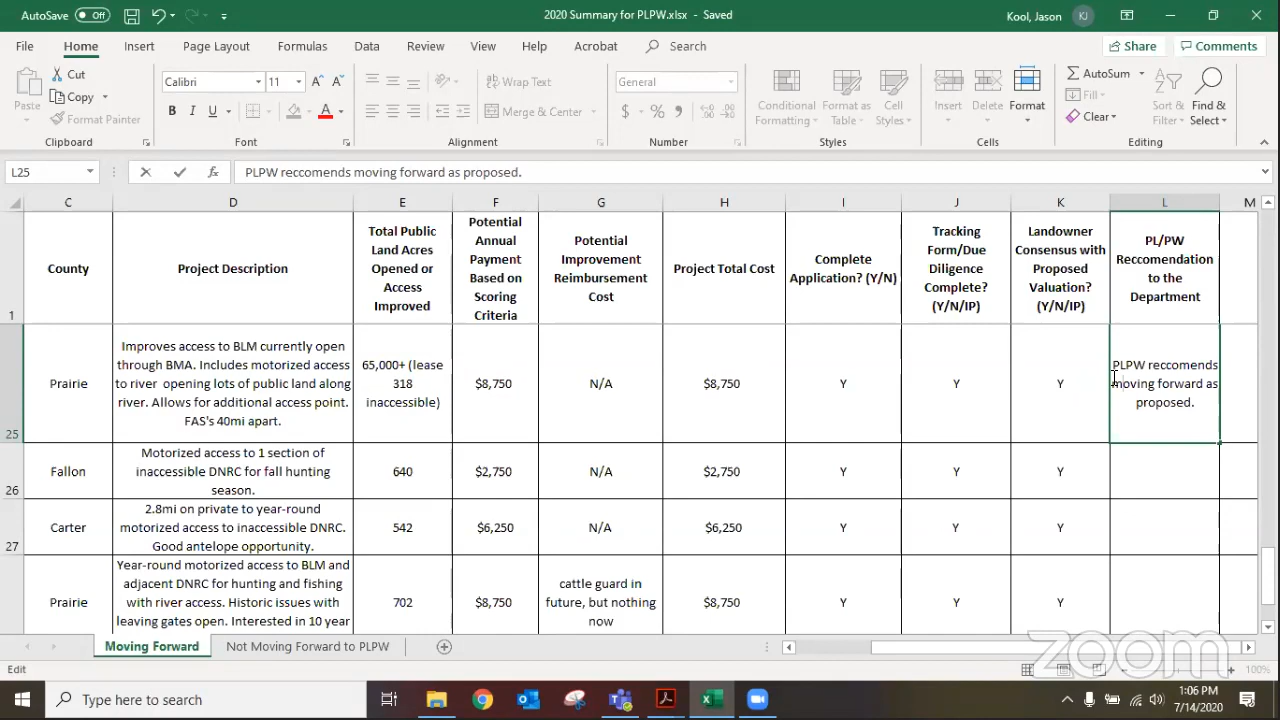 AutoSave Off
2020 Summary for PLPW.xlsx - Saved
Kool, Jason KJ
File Home Insert Page Layout Formulas Data Review View Help Acrobat Search Share Comments
Paste
Cut
Copy
Format Painter
Clipboard
Calibri 11
B I U
Font
Wrap Text
Merge & Center
Alignment
General
$ %
Number
Conditional Formatting
Format as Table
Cell Styles
Styles
Insert Delete Format
Cells
AutoSum
Fill
Clear
Sort & Filter
Find & Select
Editing
L25 fx PLPW reccomends moving forward as proposed.
C D E F G H I J K L M
1
County
Project Description
Total Public
Land Acres
Opened or
Access
Improved
Potential
Annual
Payment
Based on
Scoring
Criteria
Potential
Improvement
Reimbursement
Cost
Project Total Cost
Complete
Application? (Y/N)
Tracking
Form/Due
Diligence
Complete?
(Y/N/IP)
Landowner
Consensus with
Proposed
Valuation?
(Y/N/IP)
PL/PW
Reccomendation
to the
Department
25
Prairie
Improves access to BLM currently open
through BMA. Includes motorized access
to river opening lots of public land along
river. Allows for additional access point.
FAS's 40mi apart.
65,000+ (lease
318
inaccessible)
$8,750
N/A
$8,750
Y
Y
Y
PLPW reccomends
moving forward as
proposed.
26
Fallon
Motorized access to 1 section of
inaccessible DNRC for fall hunting
season.
640
$2,750
N/A
$2,750
Y
Y
Y
27
Carter
2.8mi on private to year-round
motorized access to inaccessible DNRC.
Good antelope opportunity.
542
$6,250
N/A
$6,250
Y
Y
Y
Prairie
Year-round motorized access to BLM and
adjacent DNRC for hunting and fishing
with river access. Historic issues with
leaving gates open. Interested in 10 year
702
$8,750
cattle guard in
future, but nothing
now
$8,750
Y
Y
Y
Moving Forward Not Moving Forward to PLPW
Edit
100%
zoom
Type here to search
1:06 PM
7/14/2020